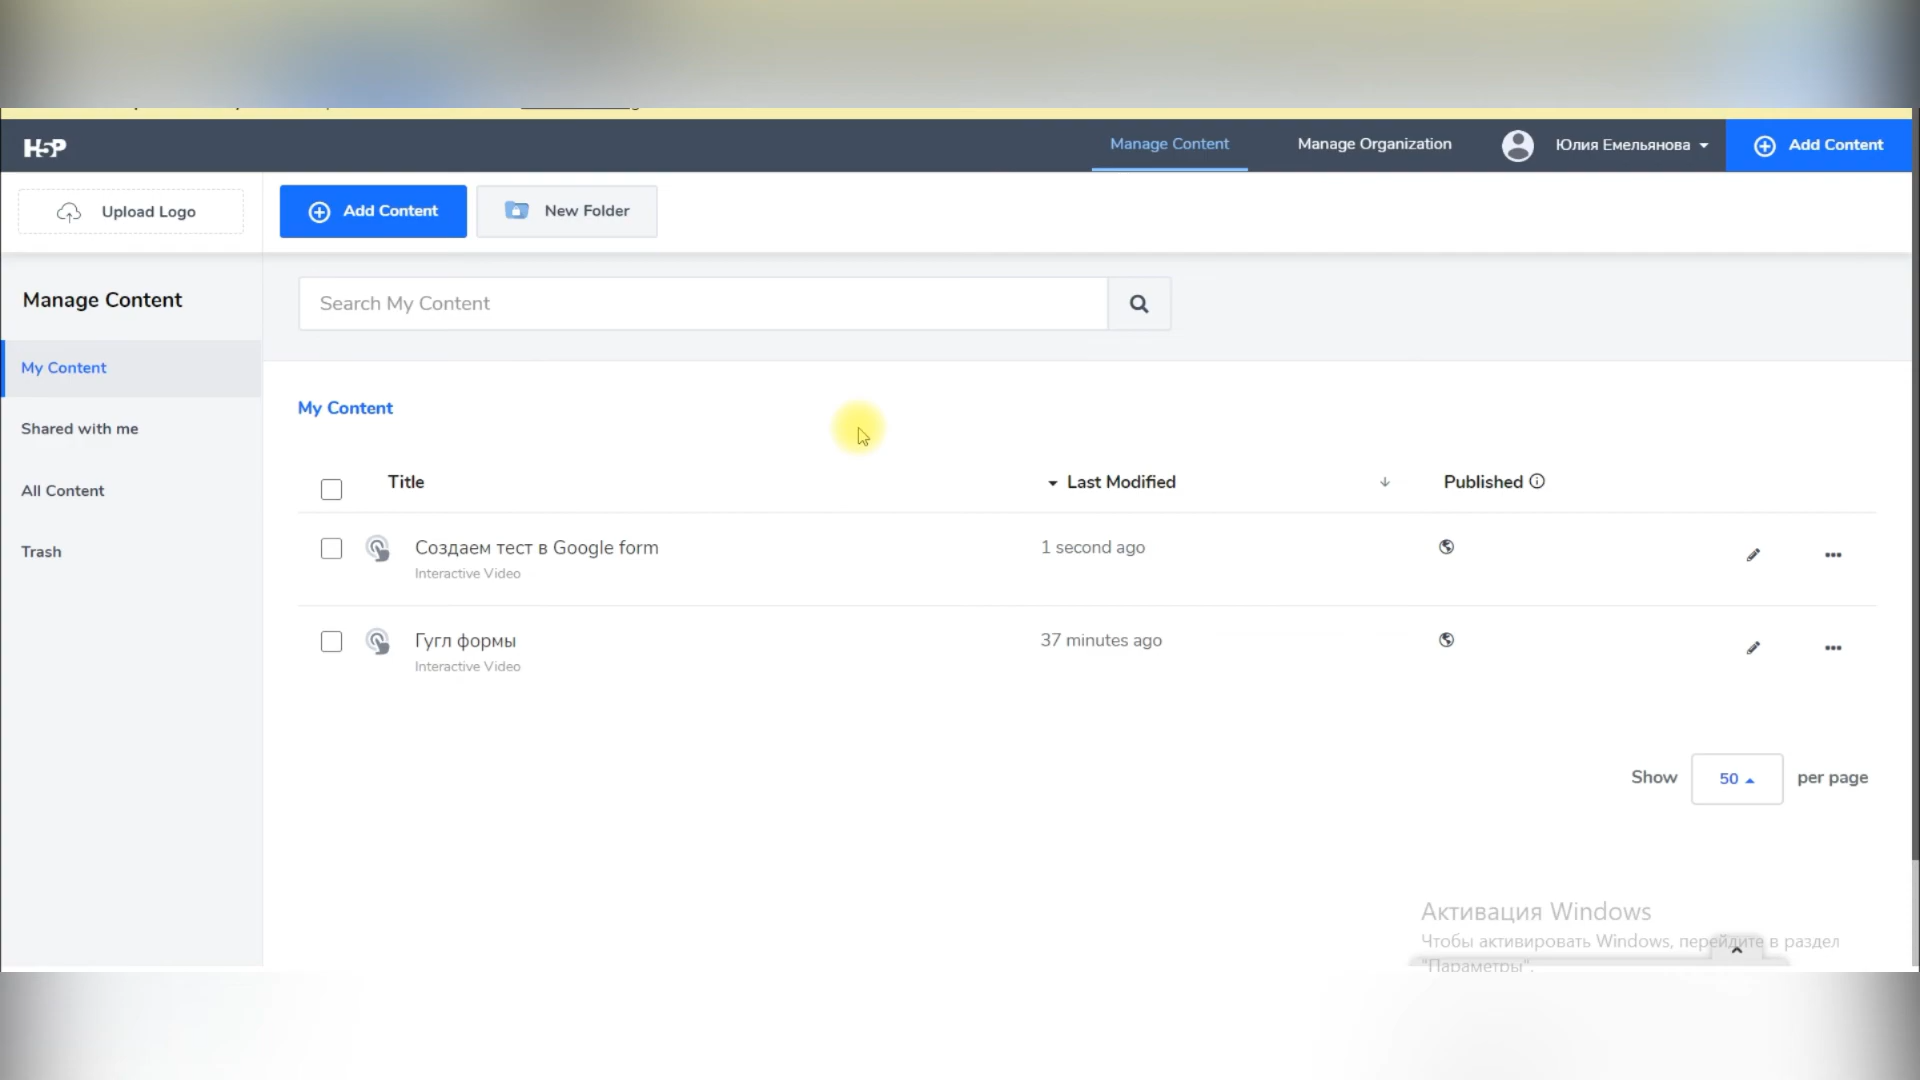 H5P
Manage Content
Manage Organization
Юлия Емельянова
Add Content
Upload Logo
Add Content
New Folder
Manage Content
Search My Content
My Content
Shared with me
All Content
Trash
My Content
Title
Last Modified
Published
Создаем тест в Google form
1 second ago
Interactive Video
Гугл формы
37 minutes ago
Interactive Video
Show 50 per page
Активация Windows
Чтобы активировать Windows, перейдите в раздел
"Параметры".